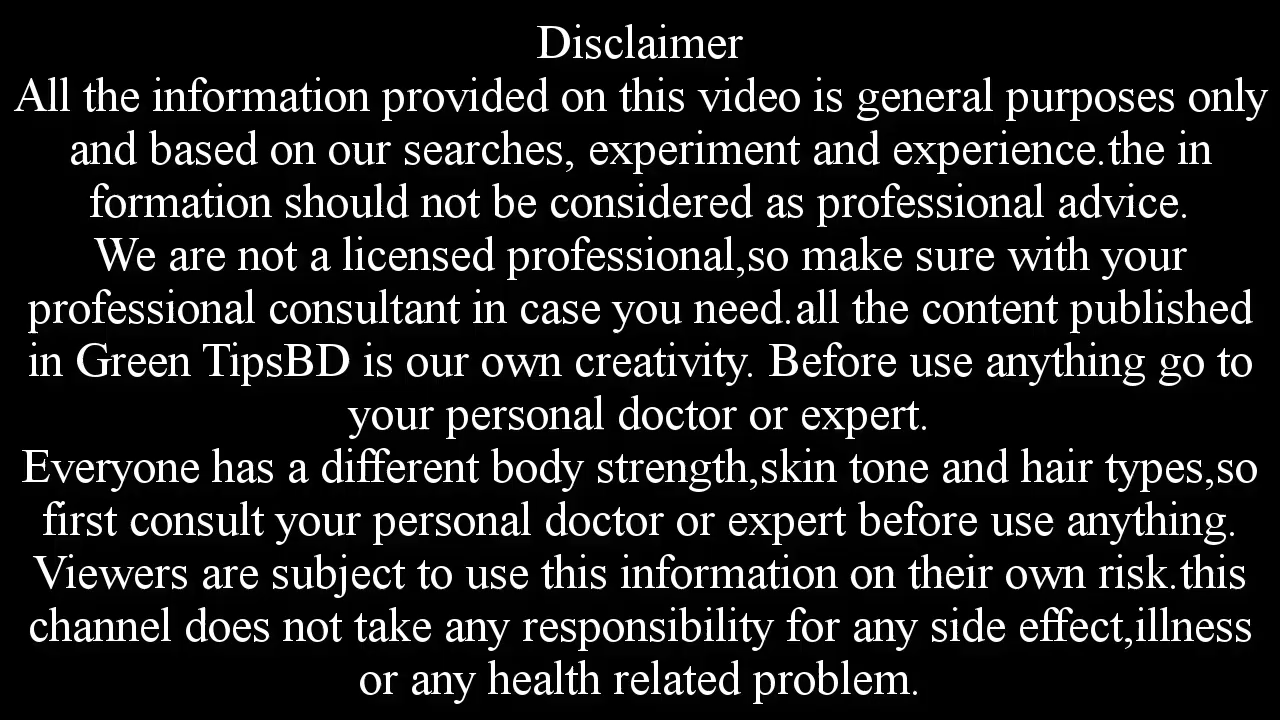 Disclaimer
All the information provided on this video is general purposes only
and based on our searches, experiment and experience.the in
formation should not be considered as professional advice.
We are not a licensed professional,so make sure with your
professional consultant in case you need.all the content published
in Green TipsBD is our own creativity. Before use anything go to
your personal doctor or expert.
Everyone has a different body strength,skin tone and hair types,so
first consult your personal doctor or expert before use anything.
Viewers are subject to use this information on their own risk.this
channel does not take any responsibility for any side effect,illness
or any health related problem.